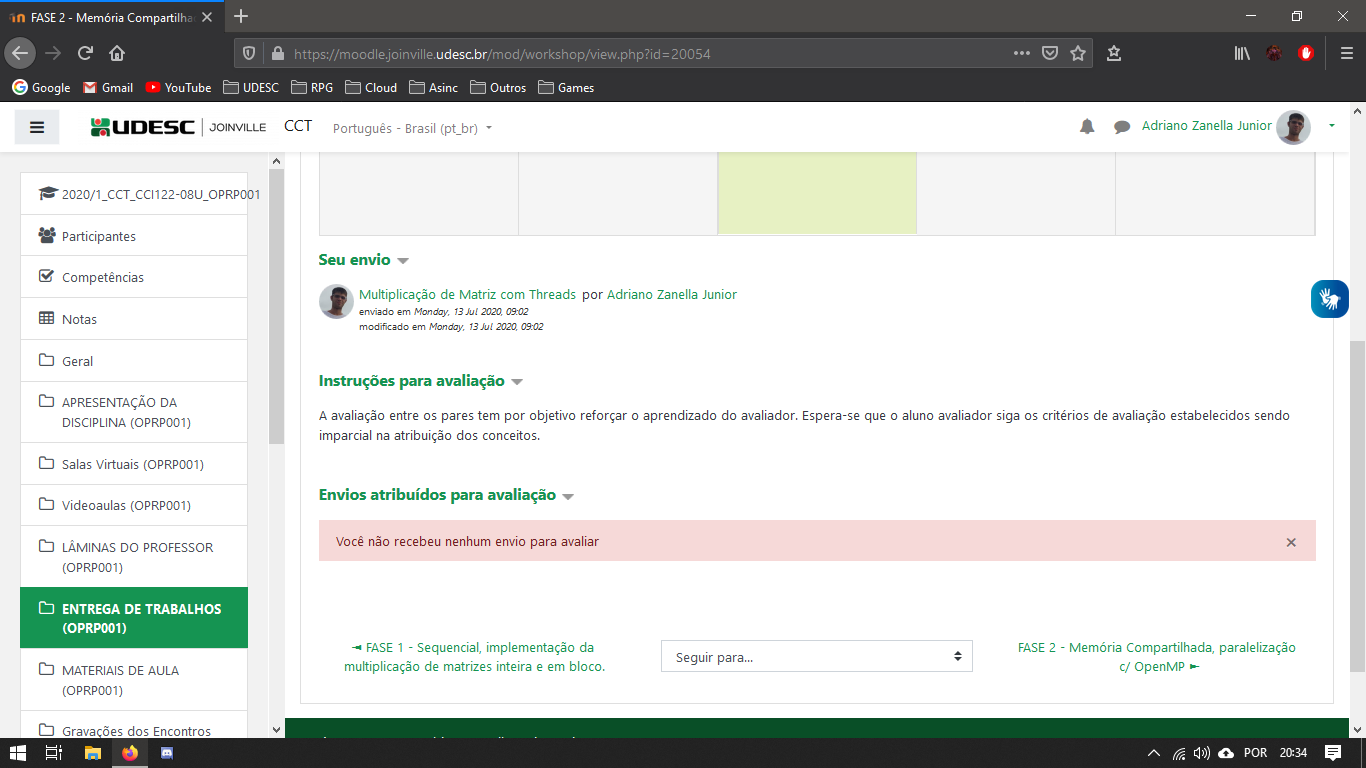 FASE 2 - Memória Compartilha
https://moodle.joinville.udesc.br/mod/workshop/view.php?id=20054
Google Gmail YouTube UDESC RPG Cloud Asinc Outros Games
UDESC JOINVILLE CCT Português - Brasil (pt_br) Adriano Zanella Junior
2020/1_CCT_CCI122-08U_OPRP001
Participantes
Competências
Notas
Geral
APRESENTAÇÃO DA
DISCIPLINA (OPRP001)
Salas Virtuais (OPRP001)
Videoaulas (OPRP001)
LÂMINAS DO PROFESSOR
(OPRP001)
ENTREGA DE TRABALHOS
(OPRP001)
MATERIAIS DE AULA
(OPRP001)
Gravações dos Encontros
Seu envio
Multiplicação de Matriz com Threads por Adriano Zanella Junior
enviado em Monday, 13 Jul 2020, 09:02
modificado em Monday, 13 Jul 2020, 09:02
Instruções para avaliação
A avaliação entre os pares tem por objetivo reforçar o aprendizado do avaliador. Espera-se que o aluno avaliador siga os critérios de avaliação estabelecidos sendo
imparcial na atribuição dos conceitos.
Envios atribuídos para avaliação
Você não recebeu nenhum envio para avaliar ×
◄ FASE 1 - Sequencial, implementação da
multiplicação de matrizes inteira e em bloco.
Seguir para...
FASE 2 - Memória Compartilhada, paralelização
c/ OpenMP ►
POR 20:34